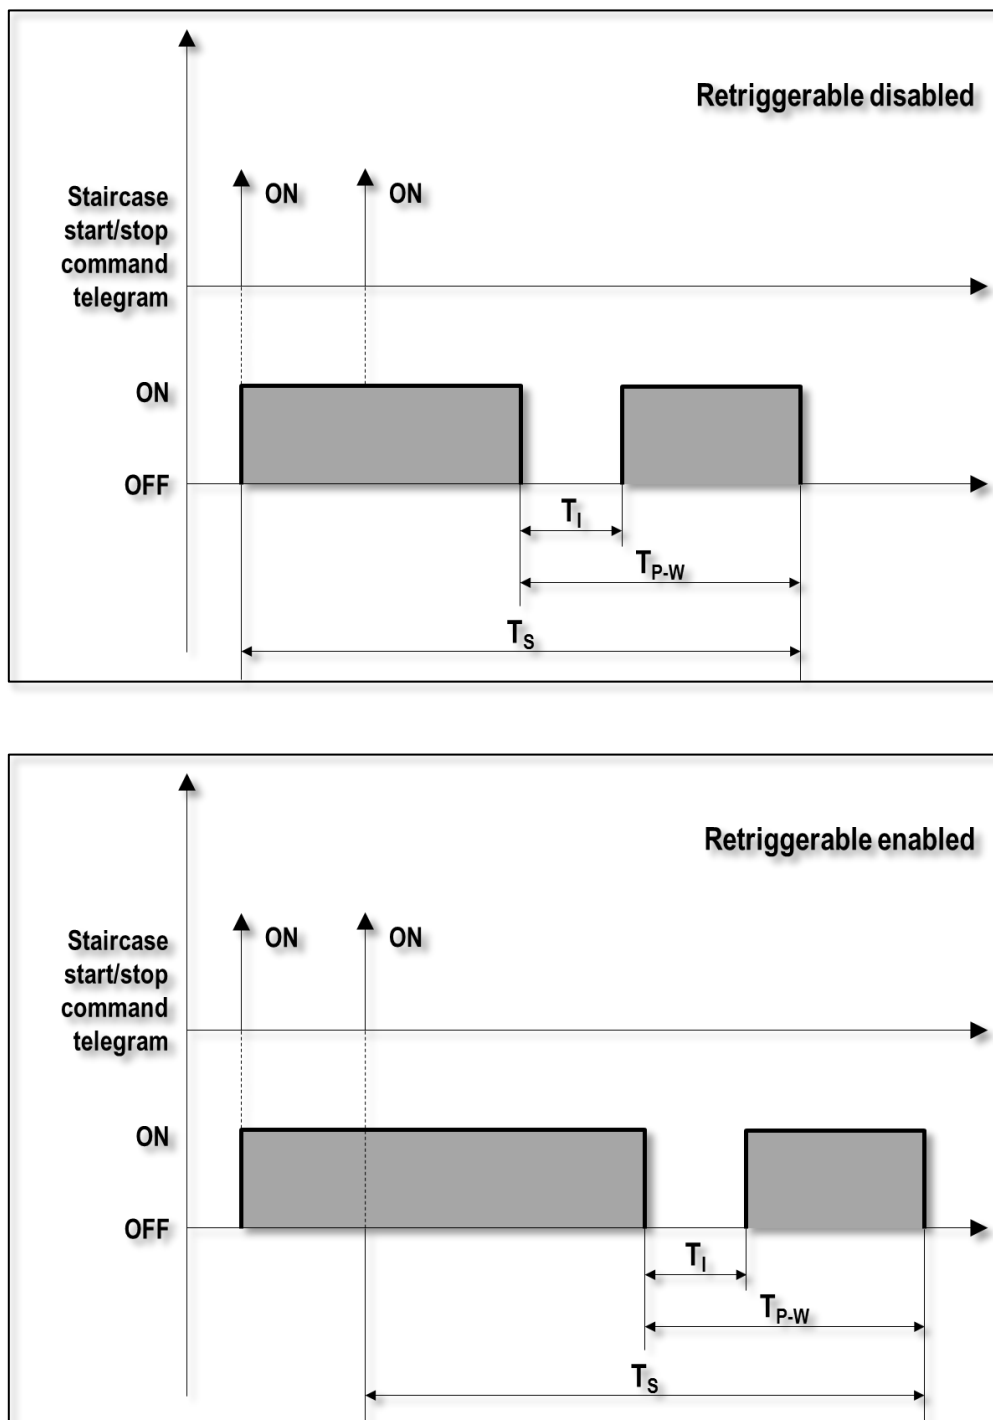 Retriggerable disabled
ON ON
Staircase
start/stop
command
telegram
ON
OFF
TI
TP-W
TS
Retriggerable enabled
ON ON
Staircase
start/stop
command
telegram
ON
OFF
TI
TP-W
TS